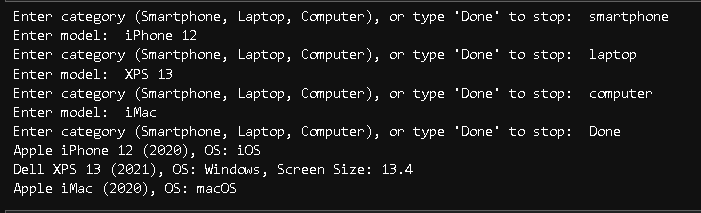 Enter category (Smartphone, Laptop, Computer), or type 'Done' to stop:  smartphone
Enter model:  iPhone 12
Enter category (Smartphone, Laptop, Computer), or type 'Done' to stop:  laptop
Enter model:  XPS 13
Enter category (Smartphone, Laptop, Computer), or type 'Done' to stop:  computer
Enter model:  iMac
Enter category (Smartphone, Laptop, Computer), or type 'Done' to stop:  Done
Apple iPhone 12 (2020), OS: iOS
Dell XPS 13 (2021), OS: Windows, Screen Size: 13.4
Apple iMac (2020), OS: macOS